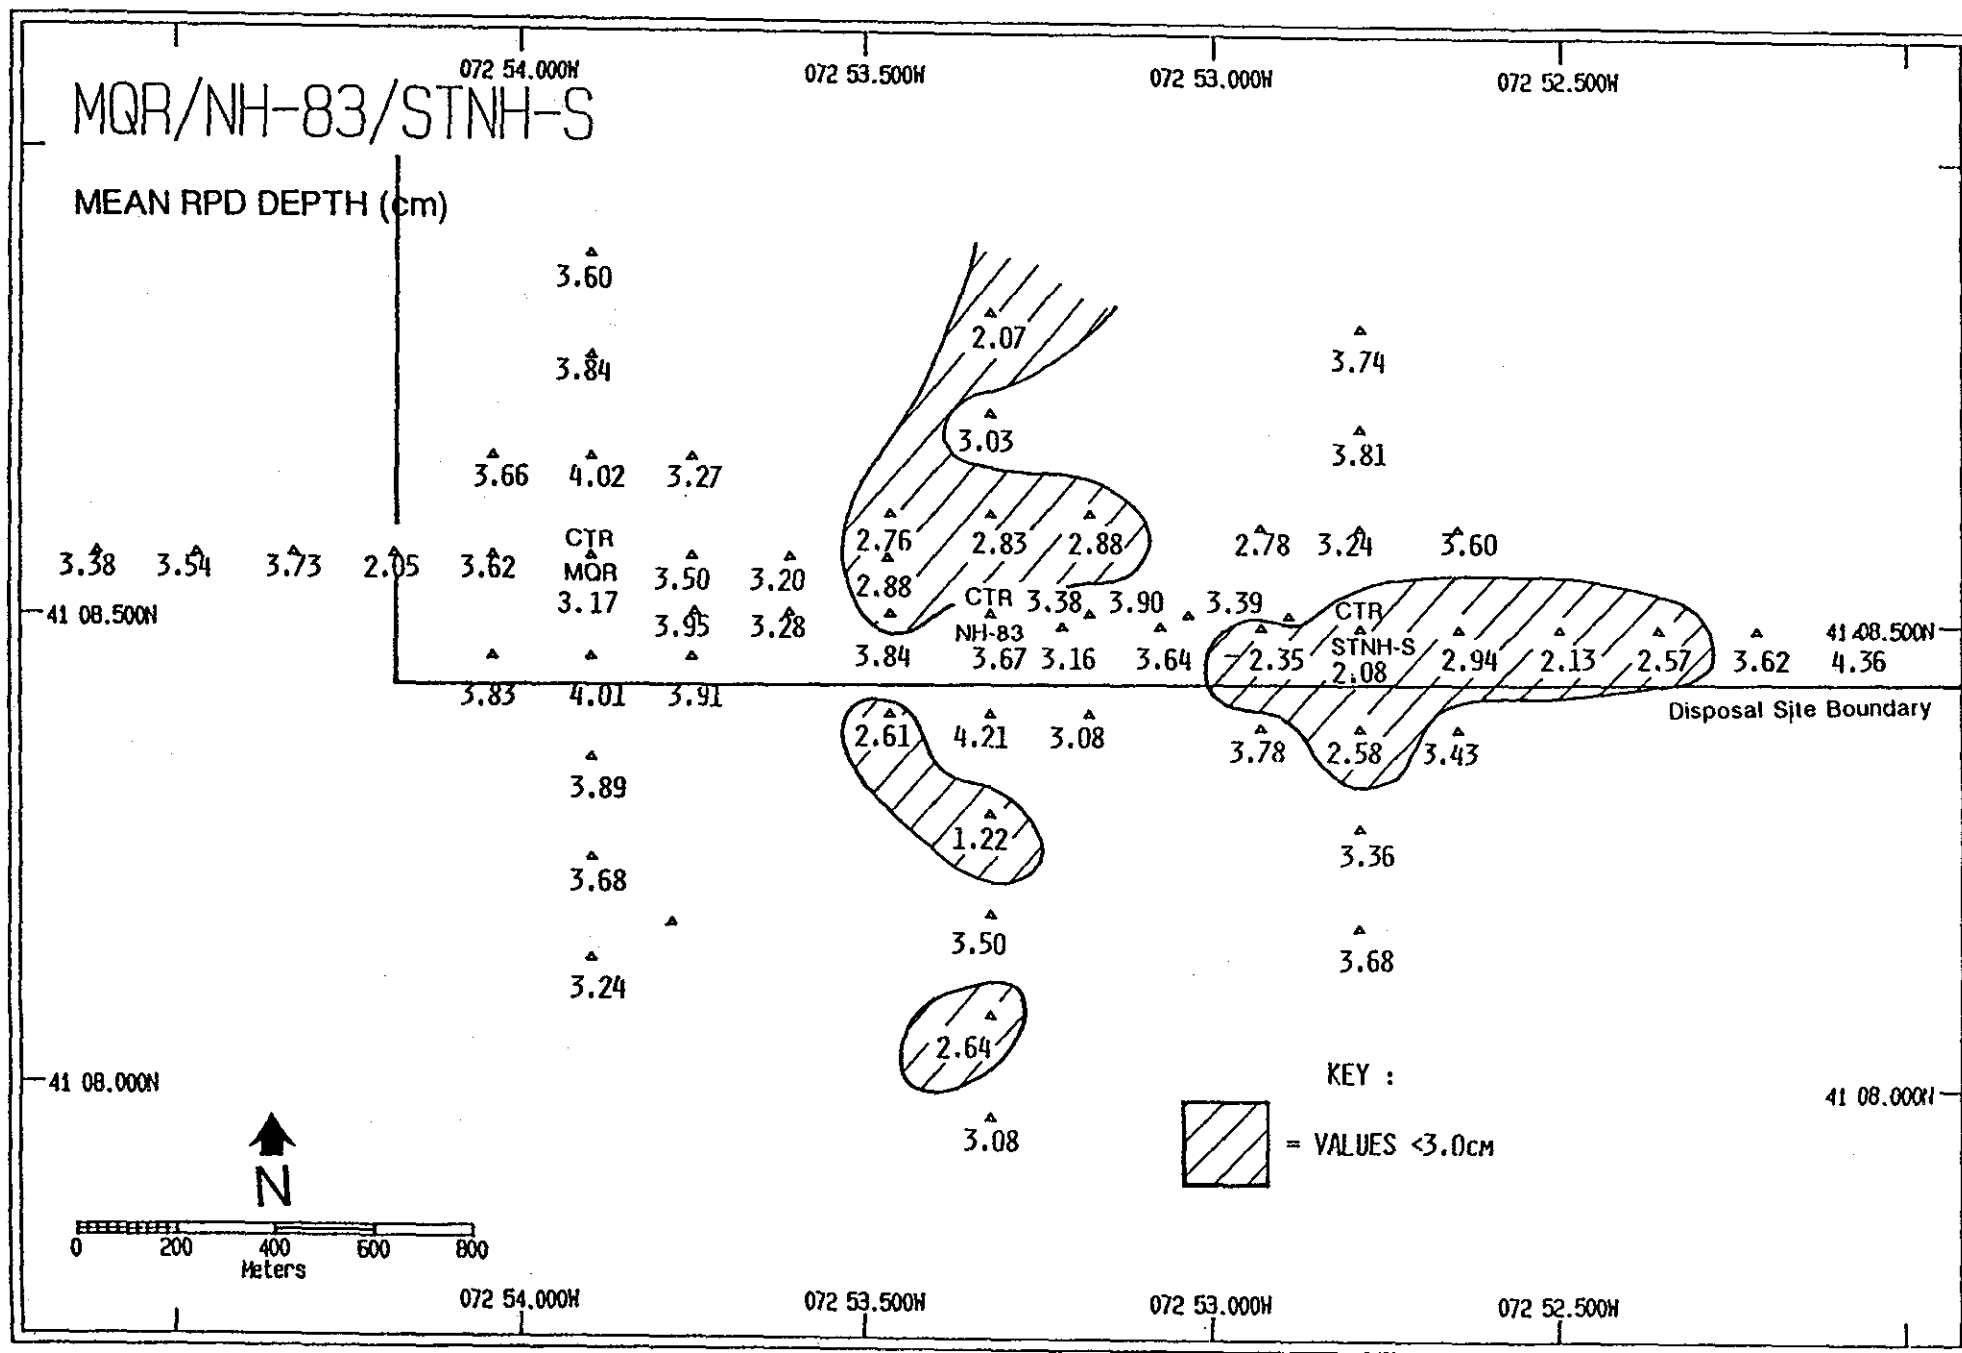 072 54.000W 072 53.500W 072 53.000W 072 52.500W
MQR/NH-83/STNH-S
MEAN RPD DEPTH (cm)
3.60
2.07
3.74
3.84
3.03
3.81
3.66 4.02 3.27
2.76 2.83 2.88 2.78 3.24 3.60
CTR
3.38 3.54 3.73 2.05 3.62 MQR 3.50 3.20 2.88
3.17
CTR 3.38 3.90 3.39 CTR
41 08.500N
3.95 3.28
NH-83
STNH-S
41 08.500N
3.84 3.67 3.16 3.64 2.35 2.08 2.94 2.13 2.57 3.62 4.36
3.83 4.01 3.91
Disposal Site Boundary
2.61 4.21 3.08 3.78 2.58 3.43
3.89
1.22
3.36
3.68
3.50
3.68
3.24
2.64
KEY :
41 08.000N
41 08.000N
3.08
= VALUES <3.0CM
N
0 200 400 600 800
Meters
072 54.000W 072 53.500W 072 53.000W 072 52.500W